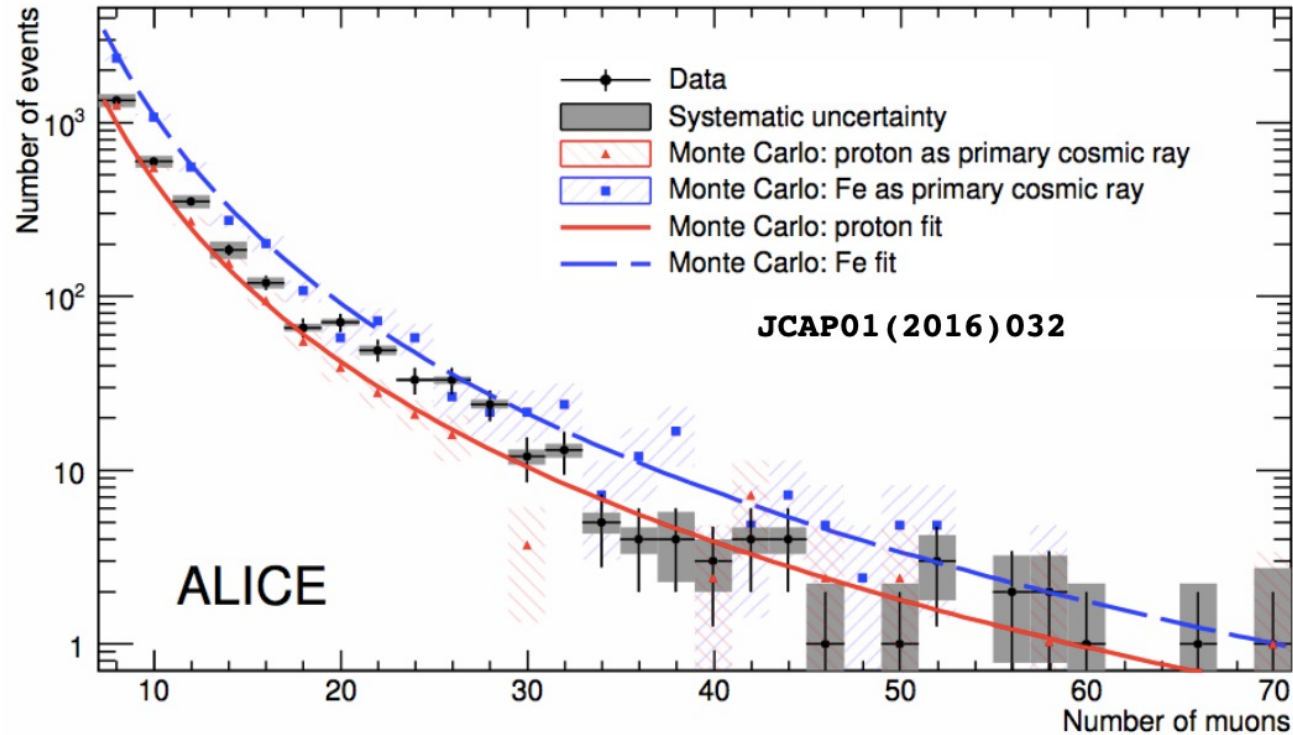 Number of events
10³
10²
10
1
Data
Systematic uncertainty
Monte Carlo: proton as primary cosmic ray
Monte Carlo: Fe as primary cosmic ray
Monte Carlo: proton fit
Monte Carlo: Fe fit
JCAP01(2016)032
ALICE
10 20 30 40 50 60 70
Number of muons